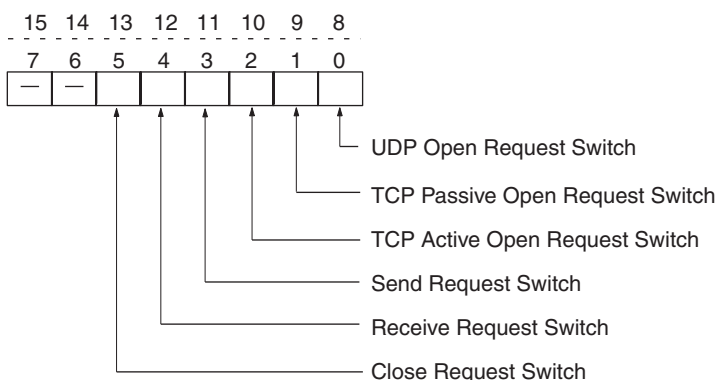 15 14 13 12 11 10 9 8
7 6 5 4 3 2 1 0
— —
UDP Open Request Switch
TCP Passive Open Request Switch
TCP Active Open Request Switch
Send Request Switch
Receive Request Switch
Close Request Switch